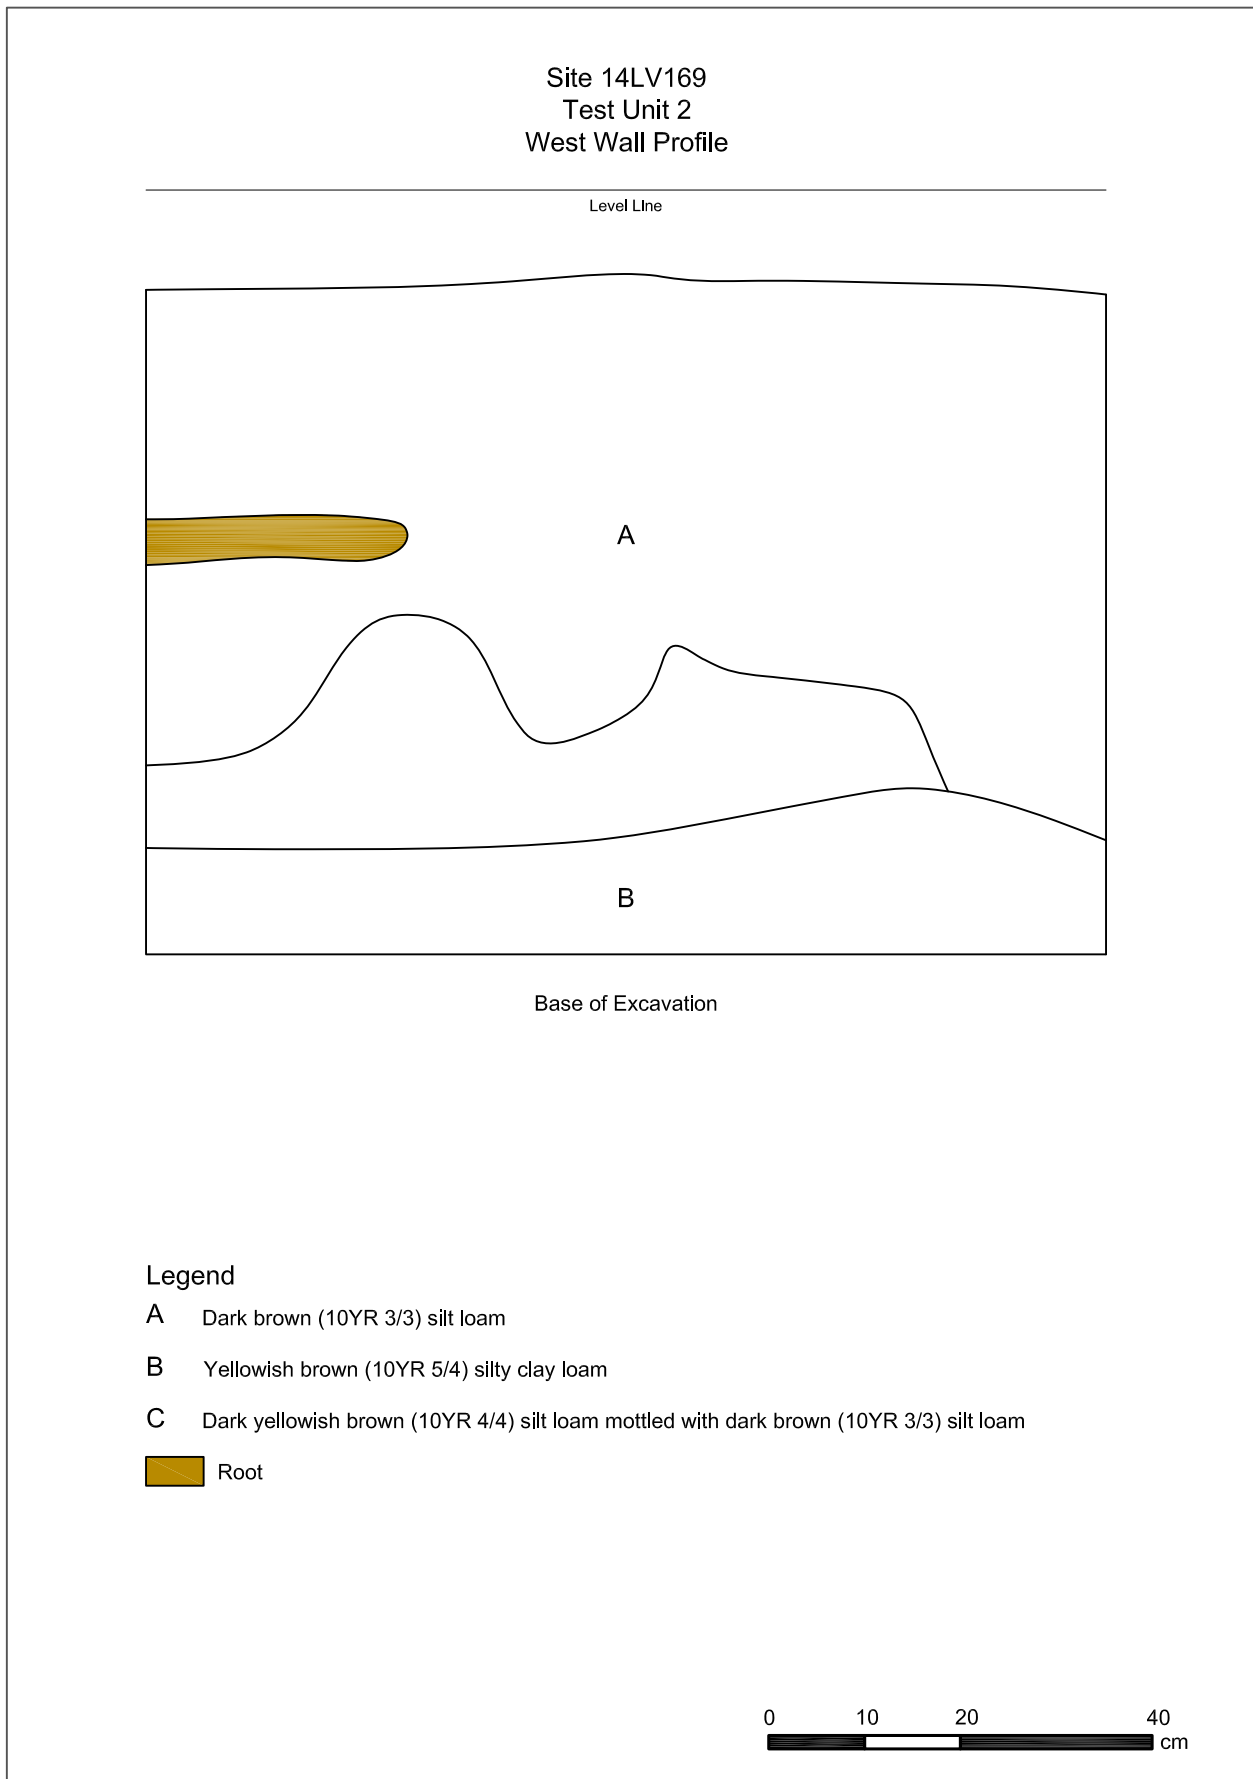 Site 14LV169
Test Unit 2
West Wall Profile
Level LIne
A
B
Base of Excavation
Legend
A Dark brown (10YR 3/3) silt loam
B Yellowish brown (10YR 5/4) silty clay loam
C Dark yellowish brown (10YR 4/4) silt loam mottled with dark brown (10YR 3/3) silt loam
Root
0 10 20 40
cm